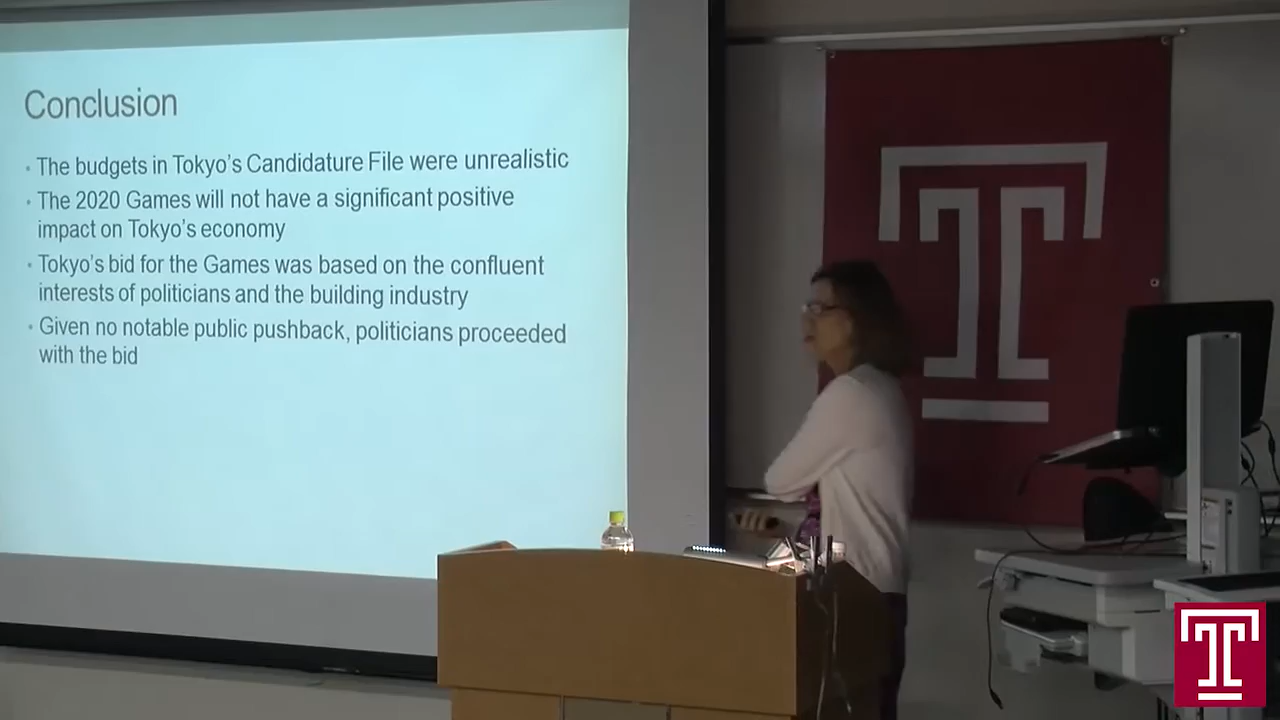 Conclusion
• The budgets in Tokyo's Candidature File were unrealistic
• The 2020 Games will not have a significant positive
impact on Tokyo's economy
• Tokyo's bid for the Games was based on the confluent
interests of politicians and the building industry
• Given no notable public pushback, politicians proceeded
with the bid
T
T